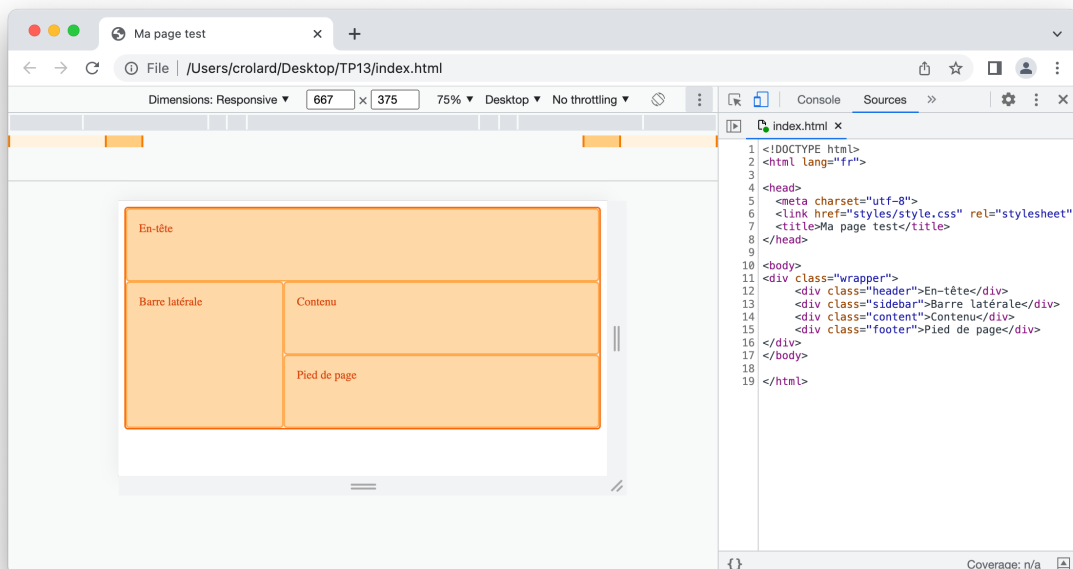 Ma page test
File /Users/crolard/Desktop/TP13/index.html
Dimensions: Responsive ▼ 667 × 375 75% ▼ Desktop ▼ No throttling ▼
Console Sources »
index.html ×
En-tête
Barre latérale
Contenu
Pied de page
1 <!DOCTYPE html>
2 <html lang="fr">
3
4 <head>
5 <meta charset="utf-8">
6 <link href="styles/style.css" rel="stylesheet"
7 <title>Ma page test</title>
8 </head>
9
10 <body>
11 <div class="wrapper">
12 <div class="header">En-tête</div>
13 <div class="sidebar">Barre latérale</div>
14 <div class="content">Contenu</div>
15 <div class="footer">Pied de page</div>
16 </div>
17 </body>
18
19 </html>
{} Coverage: n/a